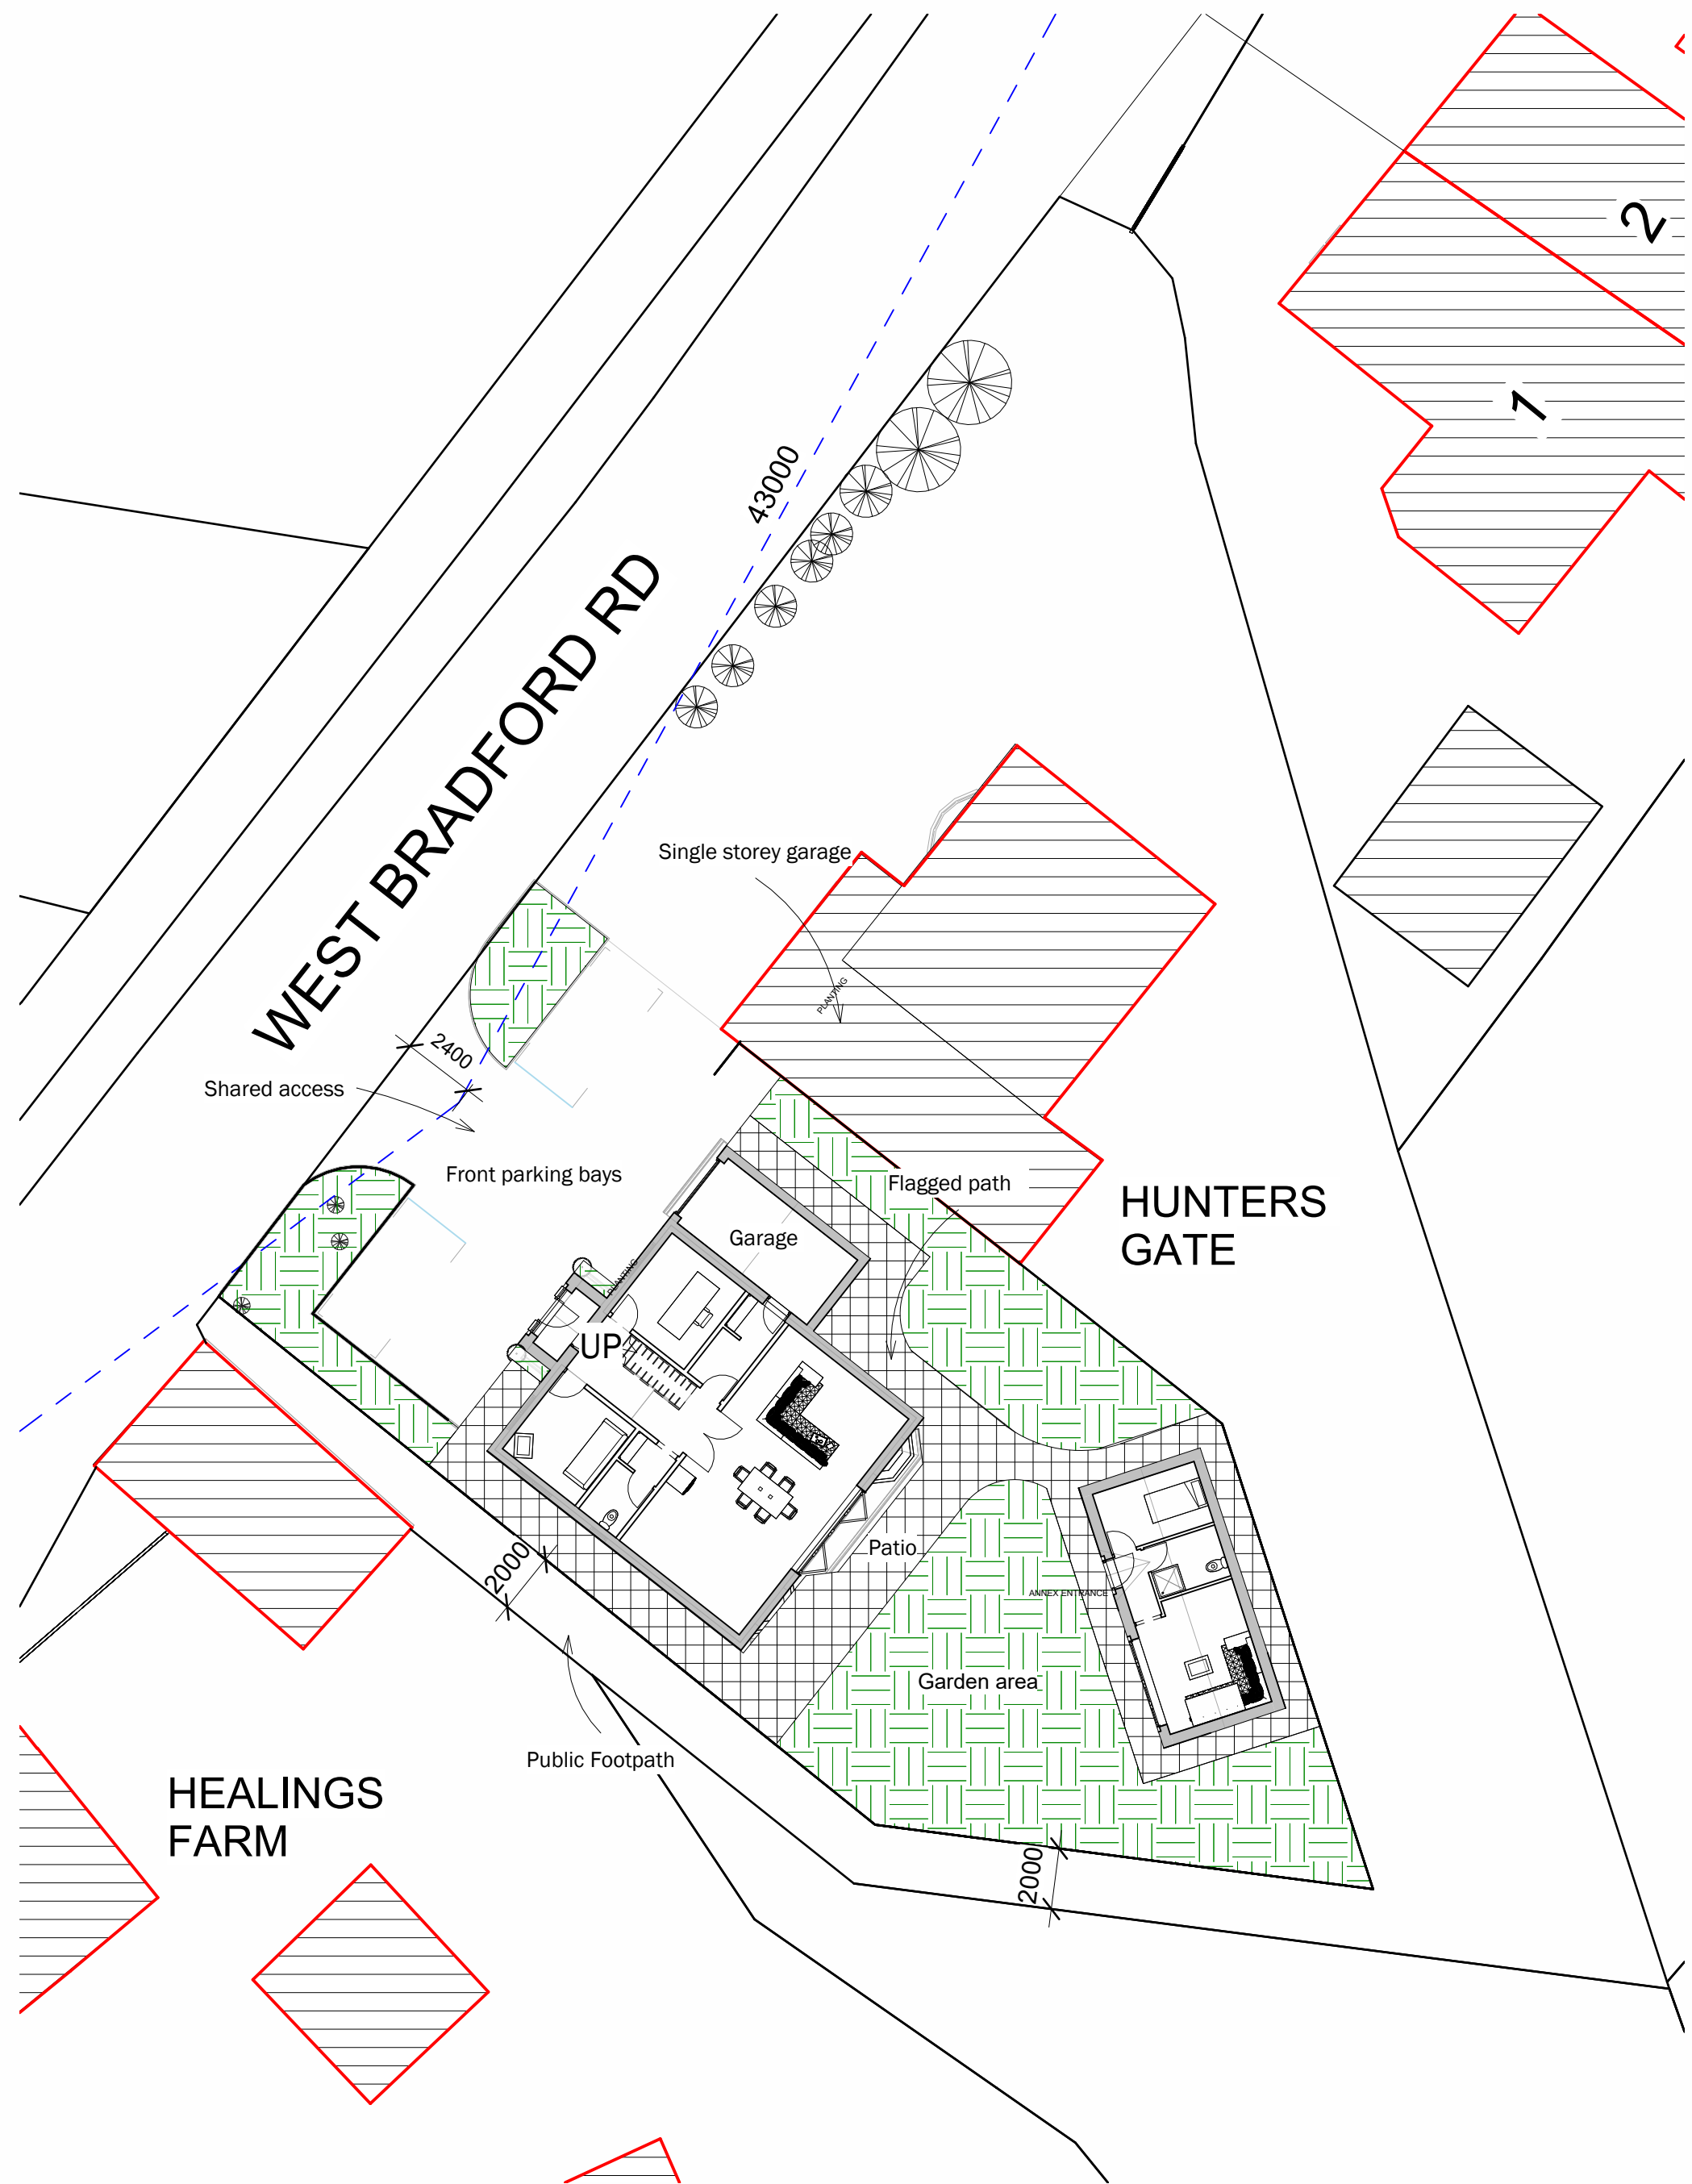 2
1
43000
WEST BRADFORD RD
Single storey garage
PLANTING
2400
Shared access
Front parking bays
Flagged path
HUNTERS
GATE
Garage
PLANTING
UP
Patio
2000
ANNEX ENTRANCE
Garden area
Public Footpath
HEALINGS
FARM
2000